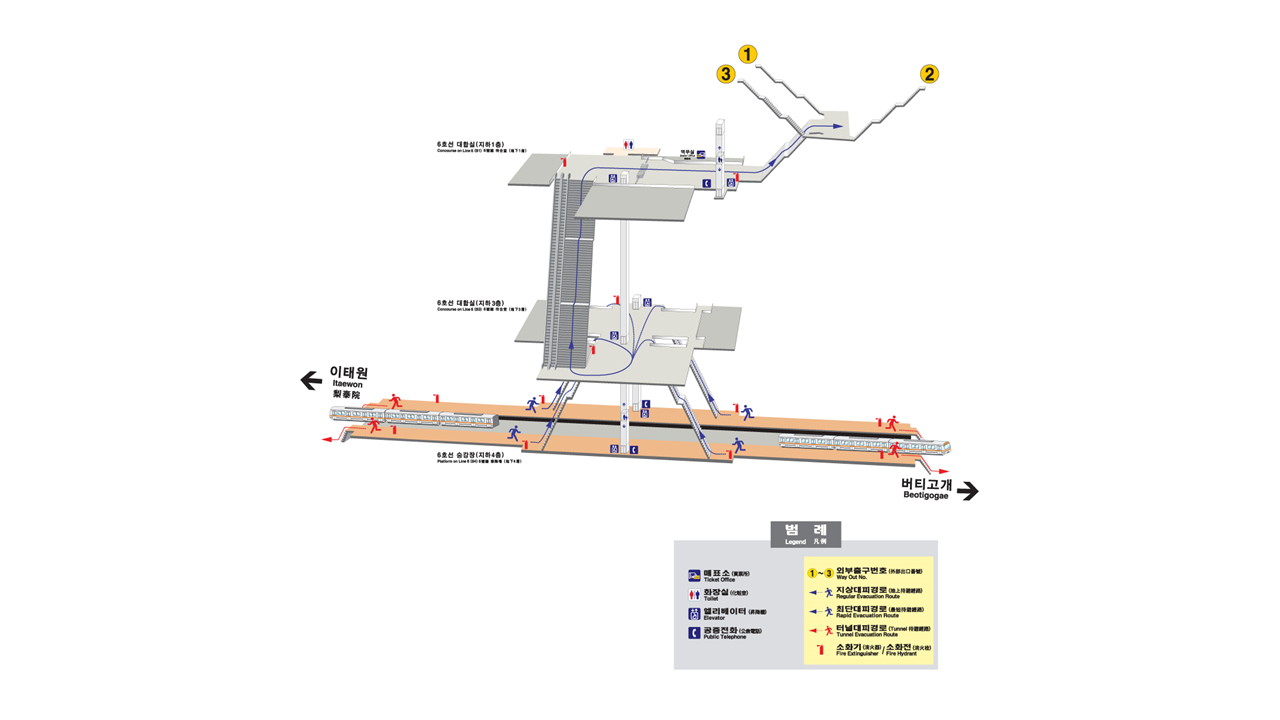 1
3
2
6호선 대합실(지하1층)
Concourse on Line 6 (B1) 6號線 待合室 (地下1層)
역무실
6호선 대합실(지하3층)
Concourse on Line 6 (B3) 6號線 待合室 (地下3層)
이태원
Itaewon
梨泰院
6호선 승강장(지하4층)
Platform on Line 6 (B4) 6號線 乘降場 (地下4層)
버티고개
Beotigogae
범 례
Legend 凡 例
매표소 (買票所)
Ticket Office
화장실 (化粧室)
Toilet
엘리베이터 (昇降機)
Elevator
공중전화 (公衆電話)
Public Telephone
1 ~ 3 외부출구번호 (外部出口番號)
Way Out No.
지상대피경로 (地上待避經路)
Regular Evacuation Route
최단대피경로 (最短待避經路)
Rapid Evacuation Route
터널대피경로 (Tunnel 待避經路)
Tunnel Evacuation Route
소화기 (消火器) / 소화전 (消火栓)
Fire Extinguisher / Fire Hydrant